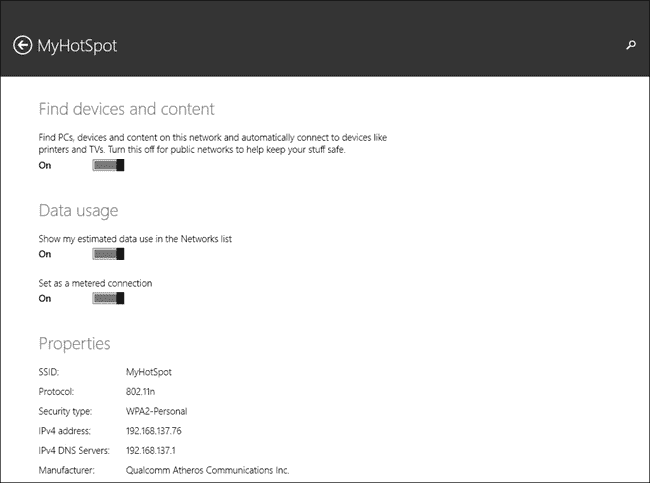 MyHotSpot
Find devices and content
Find PCs, devices and content on this network and automatically connect to devices like
printers and TVs. Turn this off for public networks to help keep your stuff safe.
On
Data usage
Show my estimated data use in the Networks list
On
Set as a metered connection
On
Properties
SSID: MyHotSpot
Protocol: 802.11n
Security type: WPA2-Personal
IPv4 address: 192.168.137.76
IPv4 DNS Servers: 192.168.137.1
Manufacturer: Qualcomm Atheros Communications Inc.